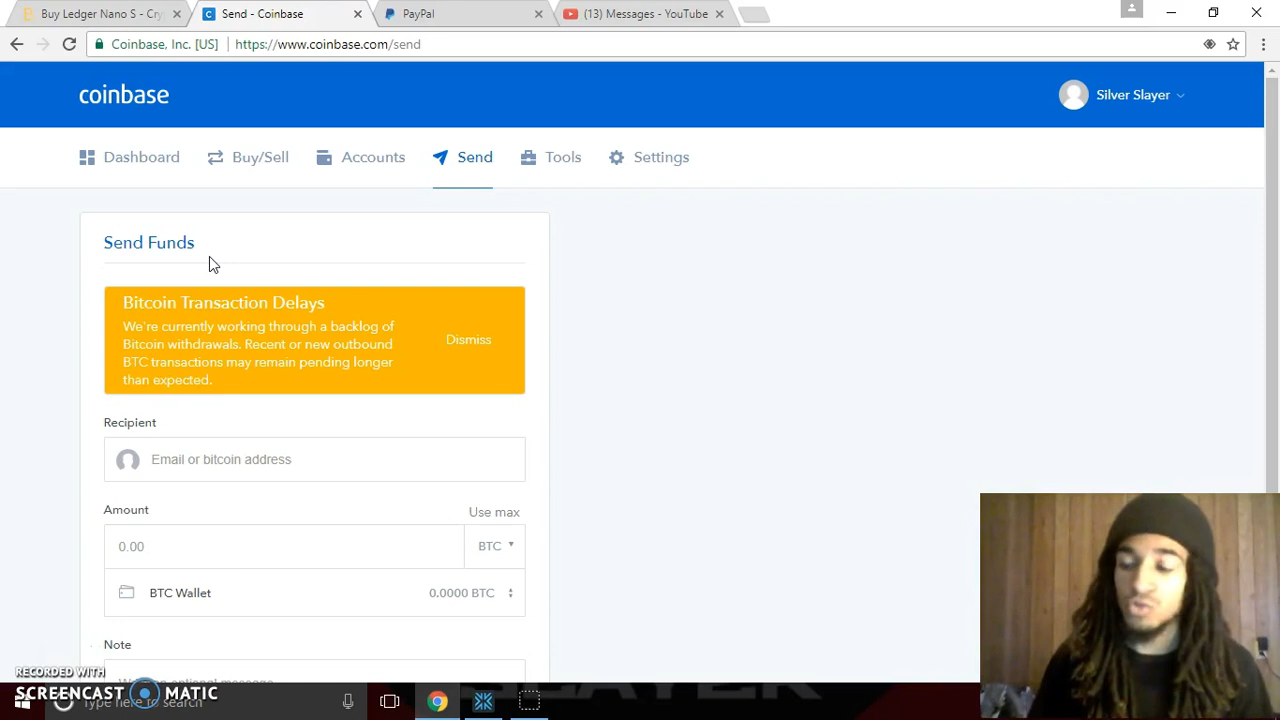 Buy Ledger Nano S - Cry
Send - Coinbase
PayPal
(13) Messages - YouTube
Coinbase, Inc. [US]
https://www.coinbase.com/send
coinbase
Silver Slayer
Dashboard
Buy/Sell
Accounts
Send
Tools
Settings
Send Funds
Bitcoin Transaction Delays
We're currently working through a backlog of
Bitcoin withdrawals. Recent or new outbound
BTC transactions may remain pending longer
than expected.
Dismiss
Recipient
Email or bitcoin address
Amount
Use max
0.00
BTC
BTC Wallet
0.0000 BTC
Note
optional message
RECORDED WITH
SCREENCAST MATIC
Type here to search